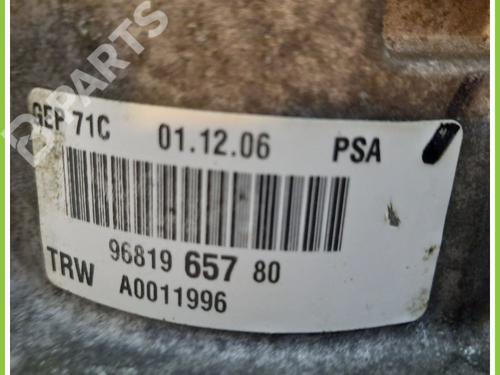 GEP 71C 01.12.06 PSA
96819 657 80
TRW A0011996
D PARTS